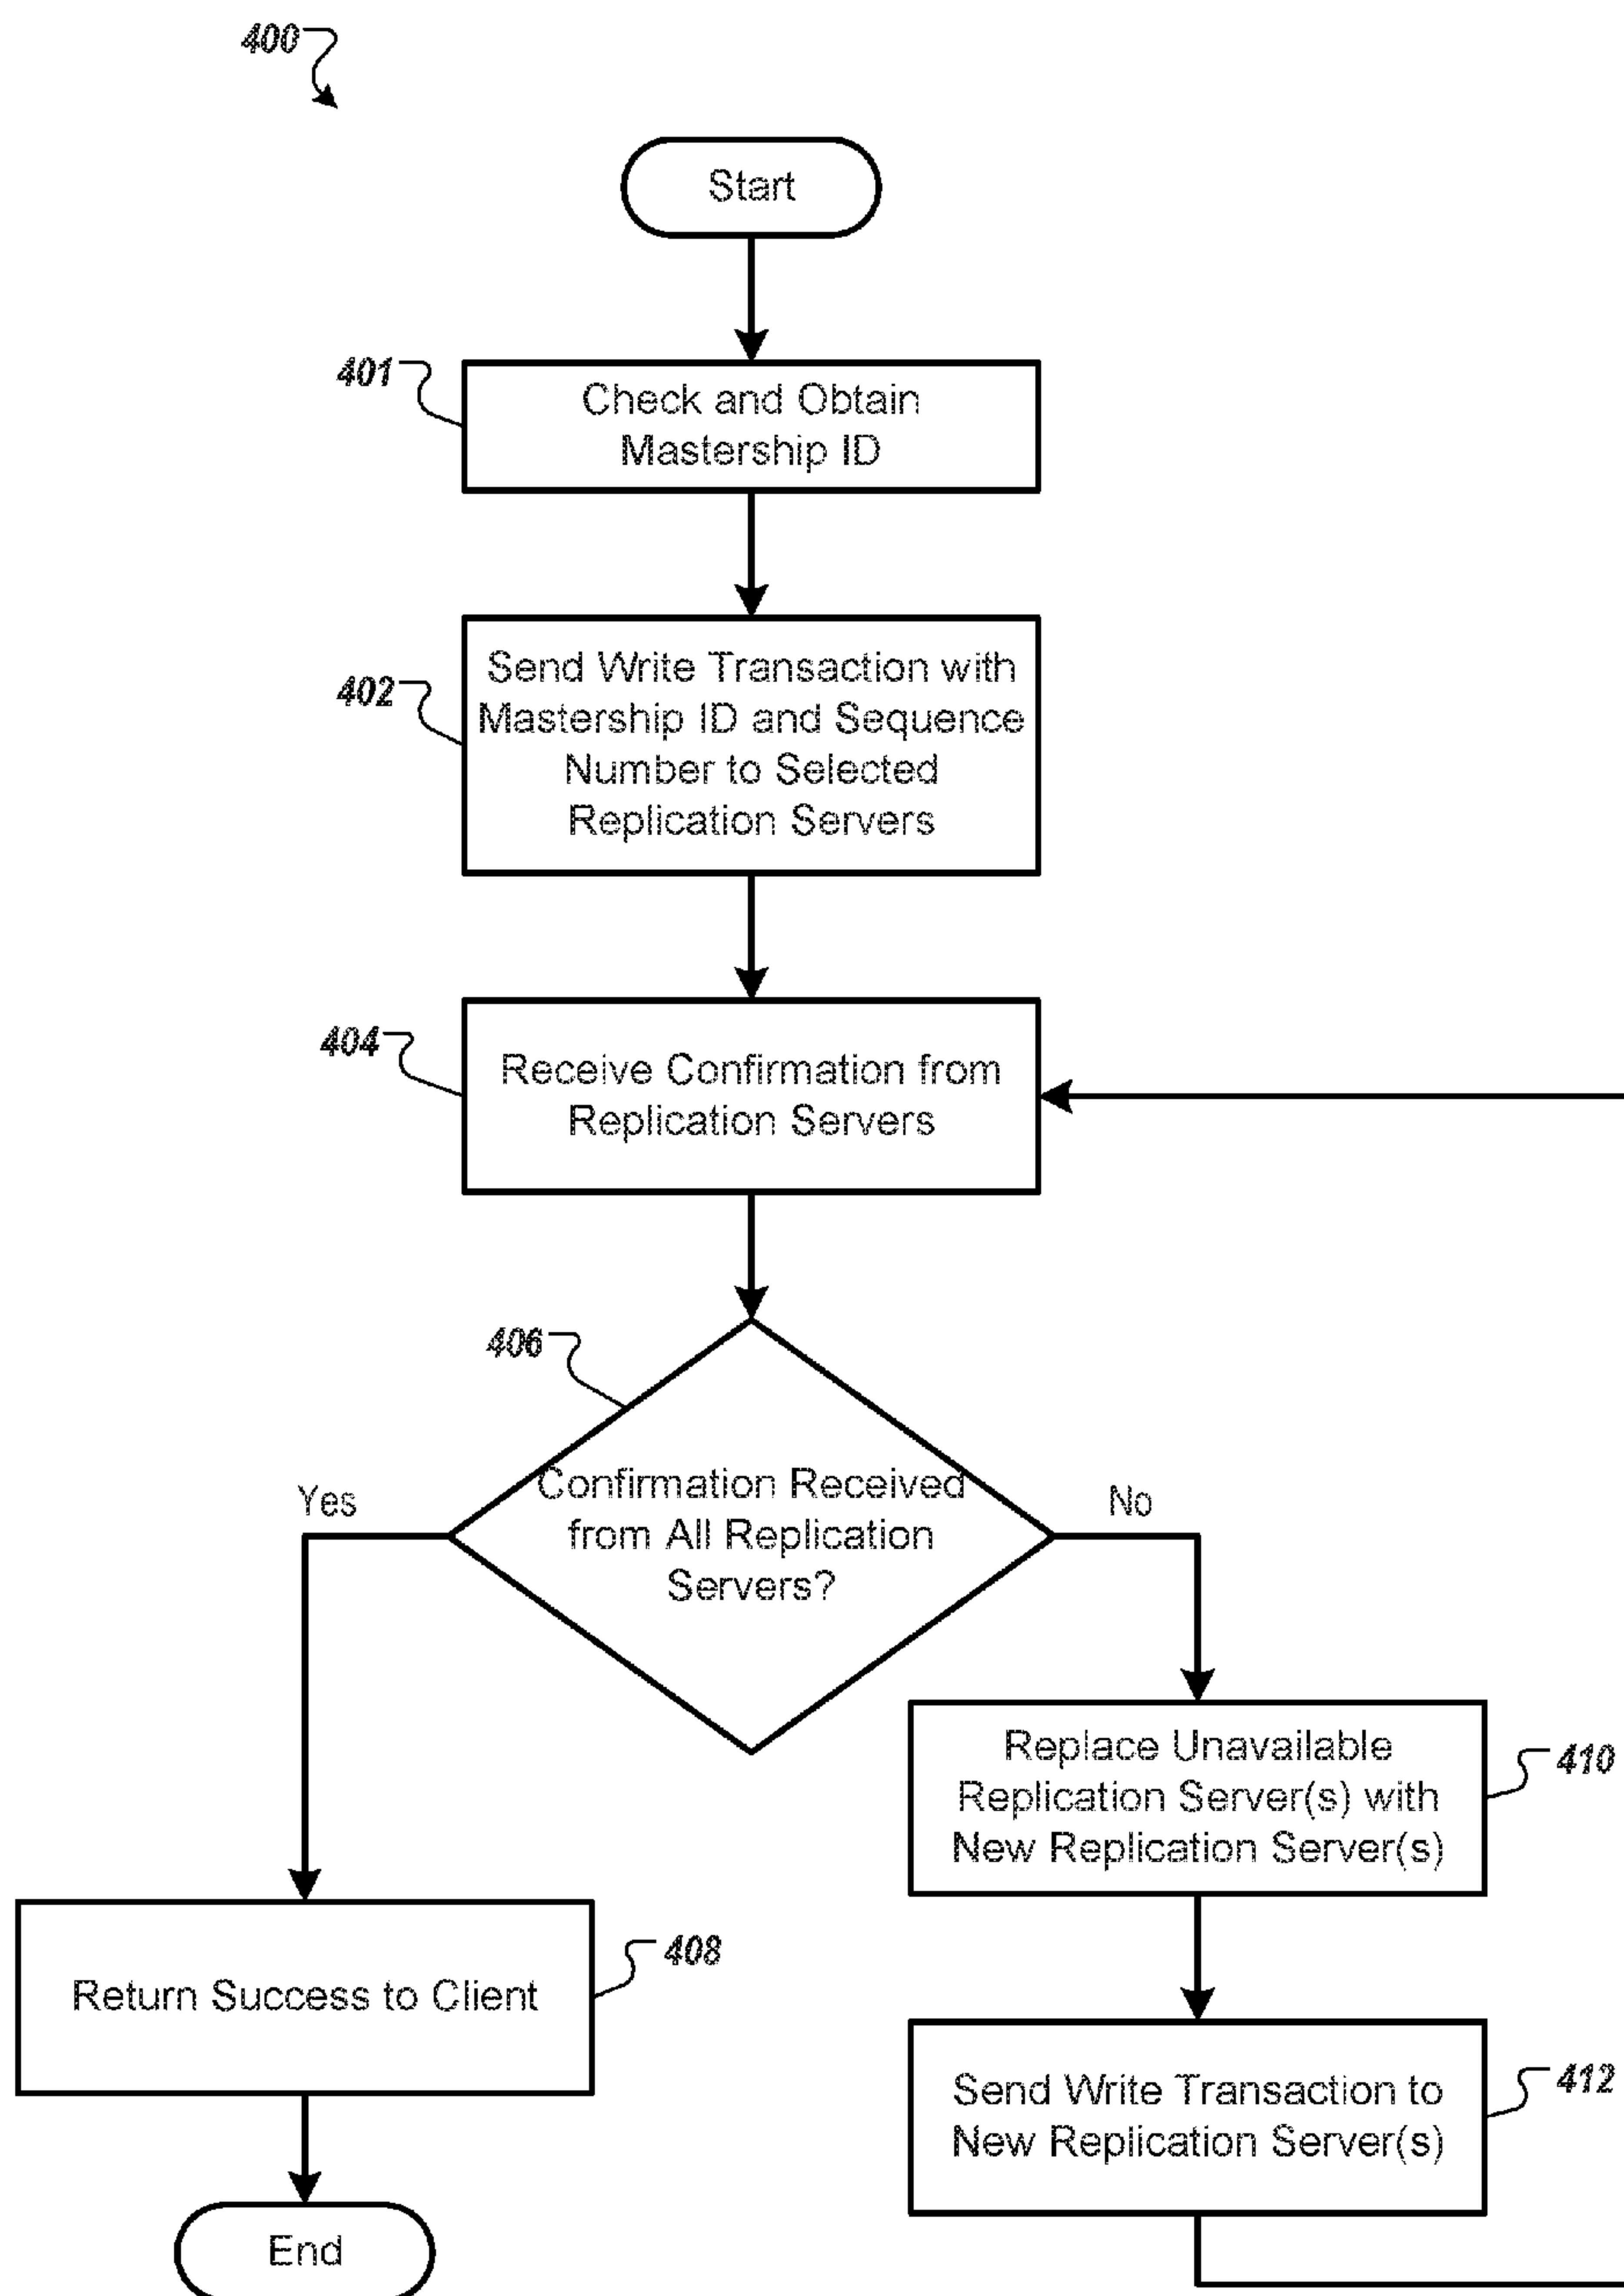 400
Start
401
Check and Obtain
Mastership ID
402
Send Write Transaction with
Mastership ID and Sequence
Number to Selected
Replication Servers
404
Receive Confirmation from
Replication Servers
406
Confirmation Received
from All Replication
Servers?
Yes
No
Replace Unavailable
Replication Server(s) with
New Replication Server(s)
410
Return Success to Client
408
Send Write Transaction to
New Replication Server(s)
412
End